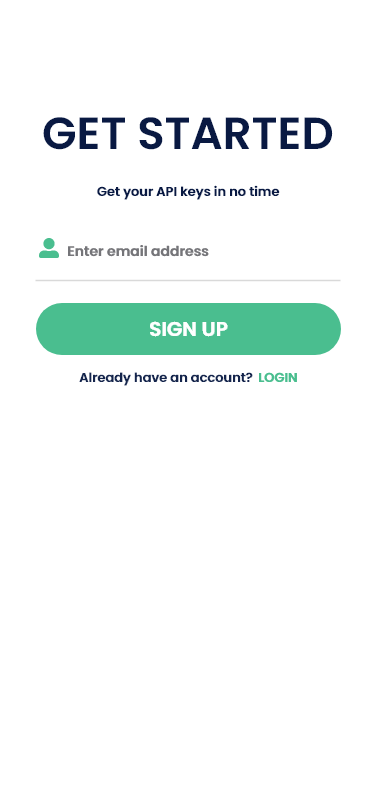 GET STARTED
Get your API keys in no time
Enter email address
SIGN UP
Already have an account? LOGIN